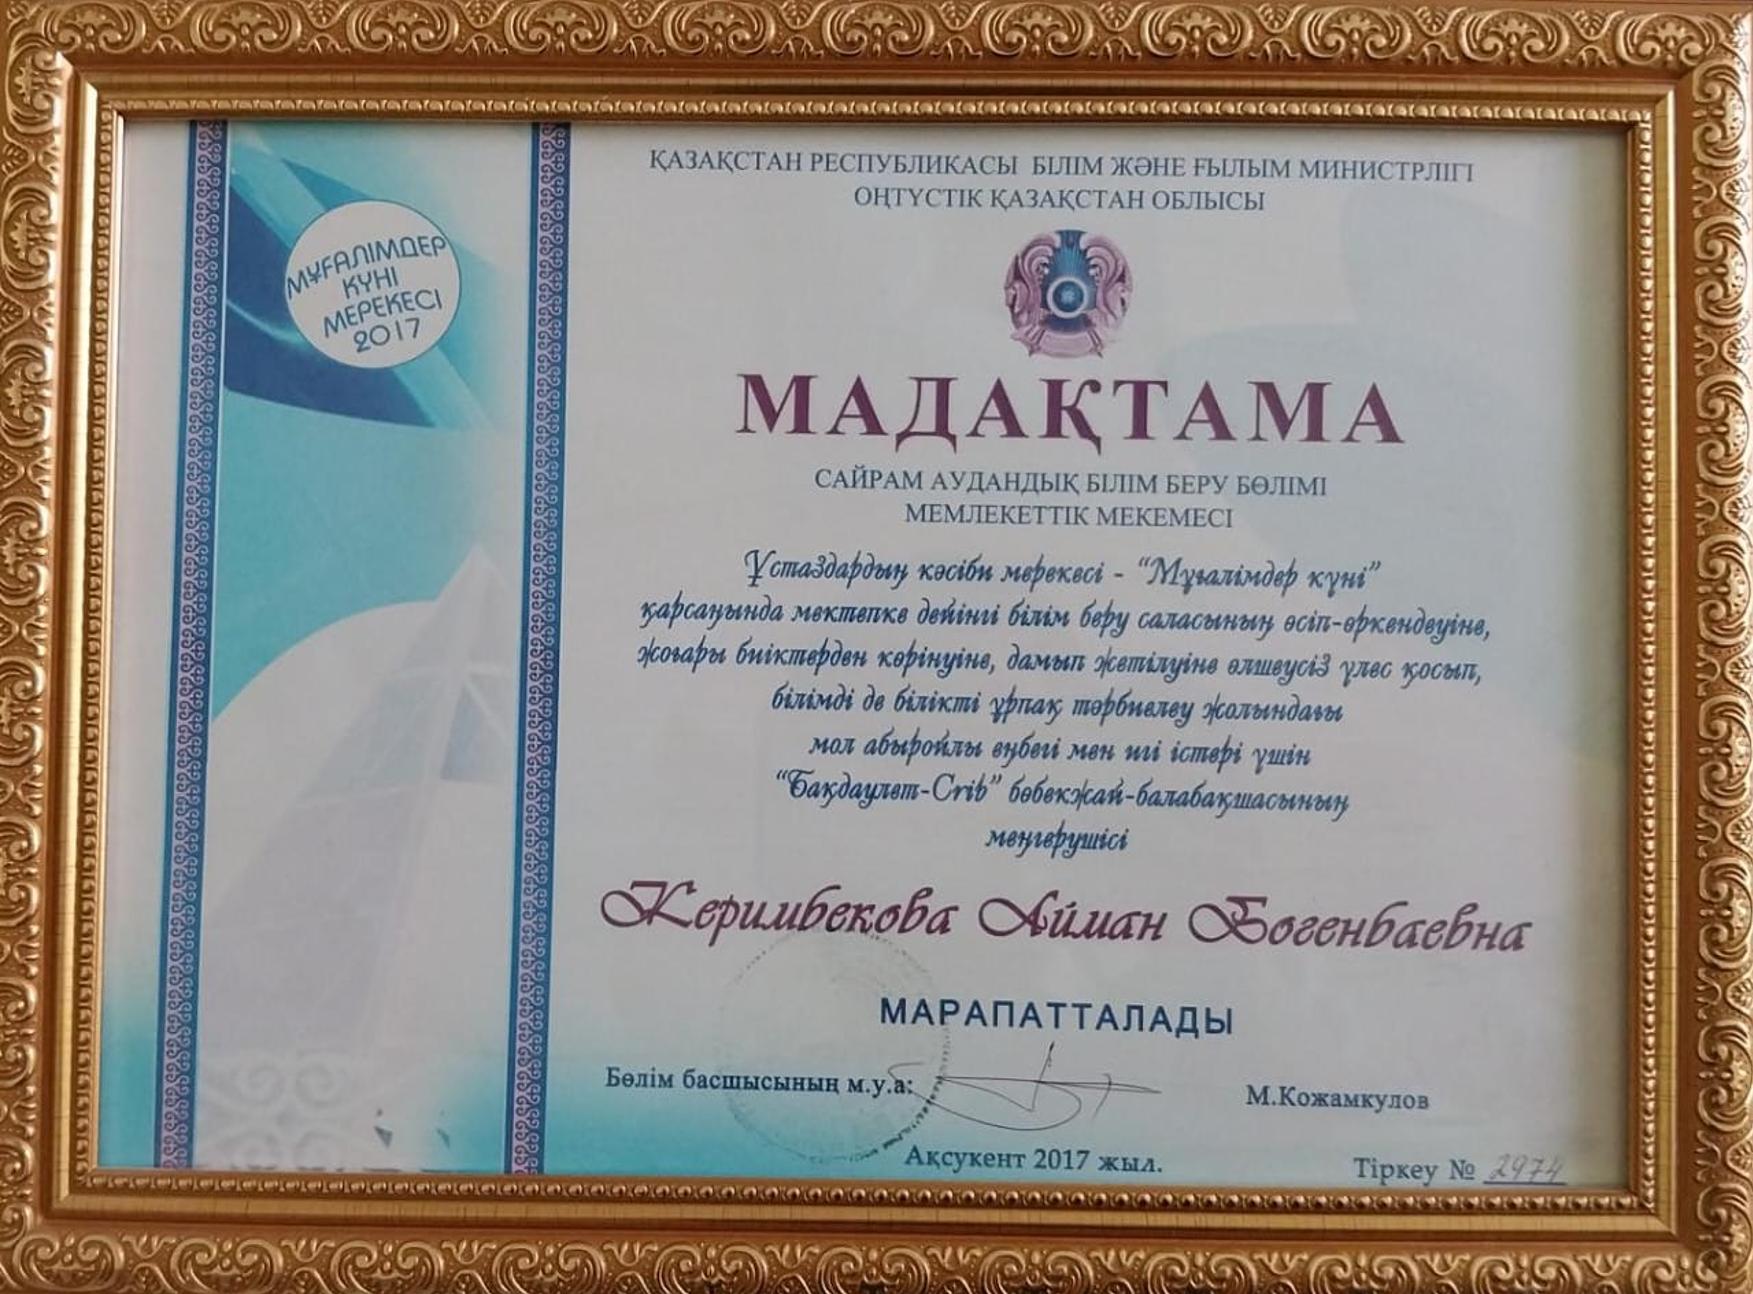 МҰҒАЛІМДЕР
КҮНІ
МЕРЕКЕСІ
2017
ҚАЗАҚСТАН РЕСПУБЛИКАСЫ БІЛІМ ЖӘНЕ ҒЫЛЫМ МИНИСТРЛІГІ
ОҢТҮСТІК ҚАЗАҚСТАН ОБЛЫСЫ
МАДАҚТАМА
САЙРАМ АУДАНДЫҚ БІЛІМ БЕРУ БӨЛІМІ
МЕМЛЕКЕТТІК МЕКЕМЕСІ
Ұстаздардың кәсіби мерекесі - “Мұғалімдер күні”
қарсаңында мектепке дейінгі білім беру саласының өсіп-өркендеуіне,
жоғары биіктерден көрінуіне, дамып жетілуіне өлшеусіз үлес қосып,
білімді де білікті ұрпақ тәрбиелеу жолындағы
мол абыройлы еңбегі мен игі істері үшін
“Бақдаулет-Crib” бөбекжай-балабақшасының
меңгерушісі
Керимбекова Айман Богенбаевна
МАРАПАТТАЛАДЫ
Бөлім басшысының м.у.а:
М.Кожамкулов
Ақсукент 2017 жыл.
Тіркеу № 2974